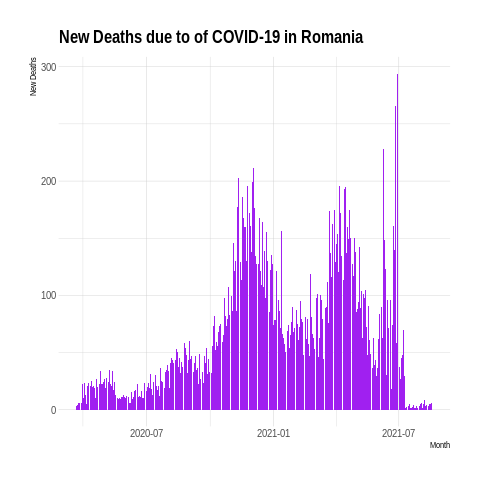 New Deaths due to of COVID-19 in Romania
New Deaths
300
200
100
0
2020-07
2021-01
2021-07
Month